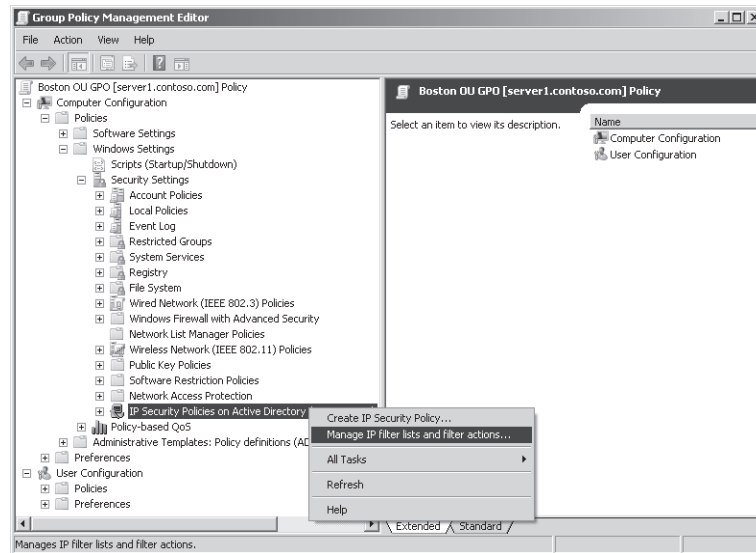 Group Policy Management Editor
File Action View Help
Boston OU GPO [server1.contoso.com] Policy
Computer Configuration
Policies
Software Settings
Windows Settings
Scripts (Startup/Shutdown)
Security Settings
Account Policies
Local Policies
Event Log
Restricted Groups
System Services
Registry
File System
Wired Network (IEEE 802.3) Policies
Windows Firewall with Advanced Security
Network List Manager Policies
Wireless Network (IEEE 802.11) Policies
Public Key Policies
Software Restriction Policies
Network Access Protection
IP Security Policies on Active Directory
Policy-based QoS
Administrative Templates: Policy definitions (AD
Preferences
User Configuration
Policies
Preferences
Create IP Security Policy...
Manage IP filter lists and filter actions...
All Tasks
Refresh
Help
Boston OU GPO [server1.contoso.com] Policy
Select an item to view its description.
Name
Computer Configuration
User Configuration
Extended Standard
Manages IP filter lists and filter actions.